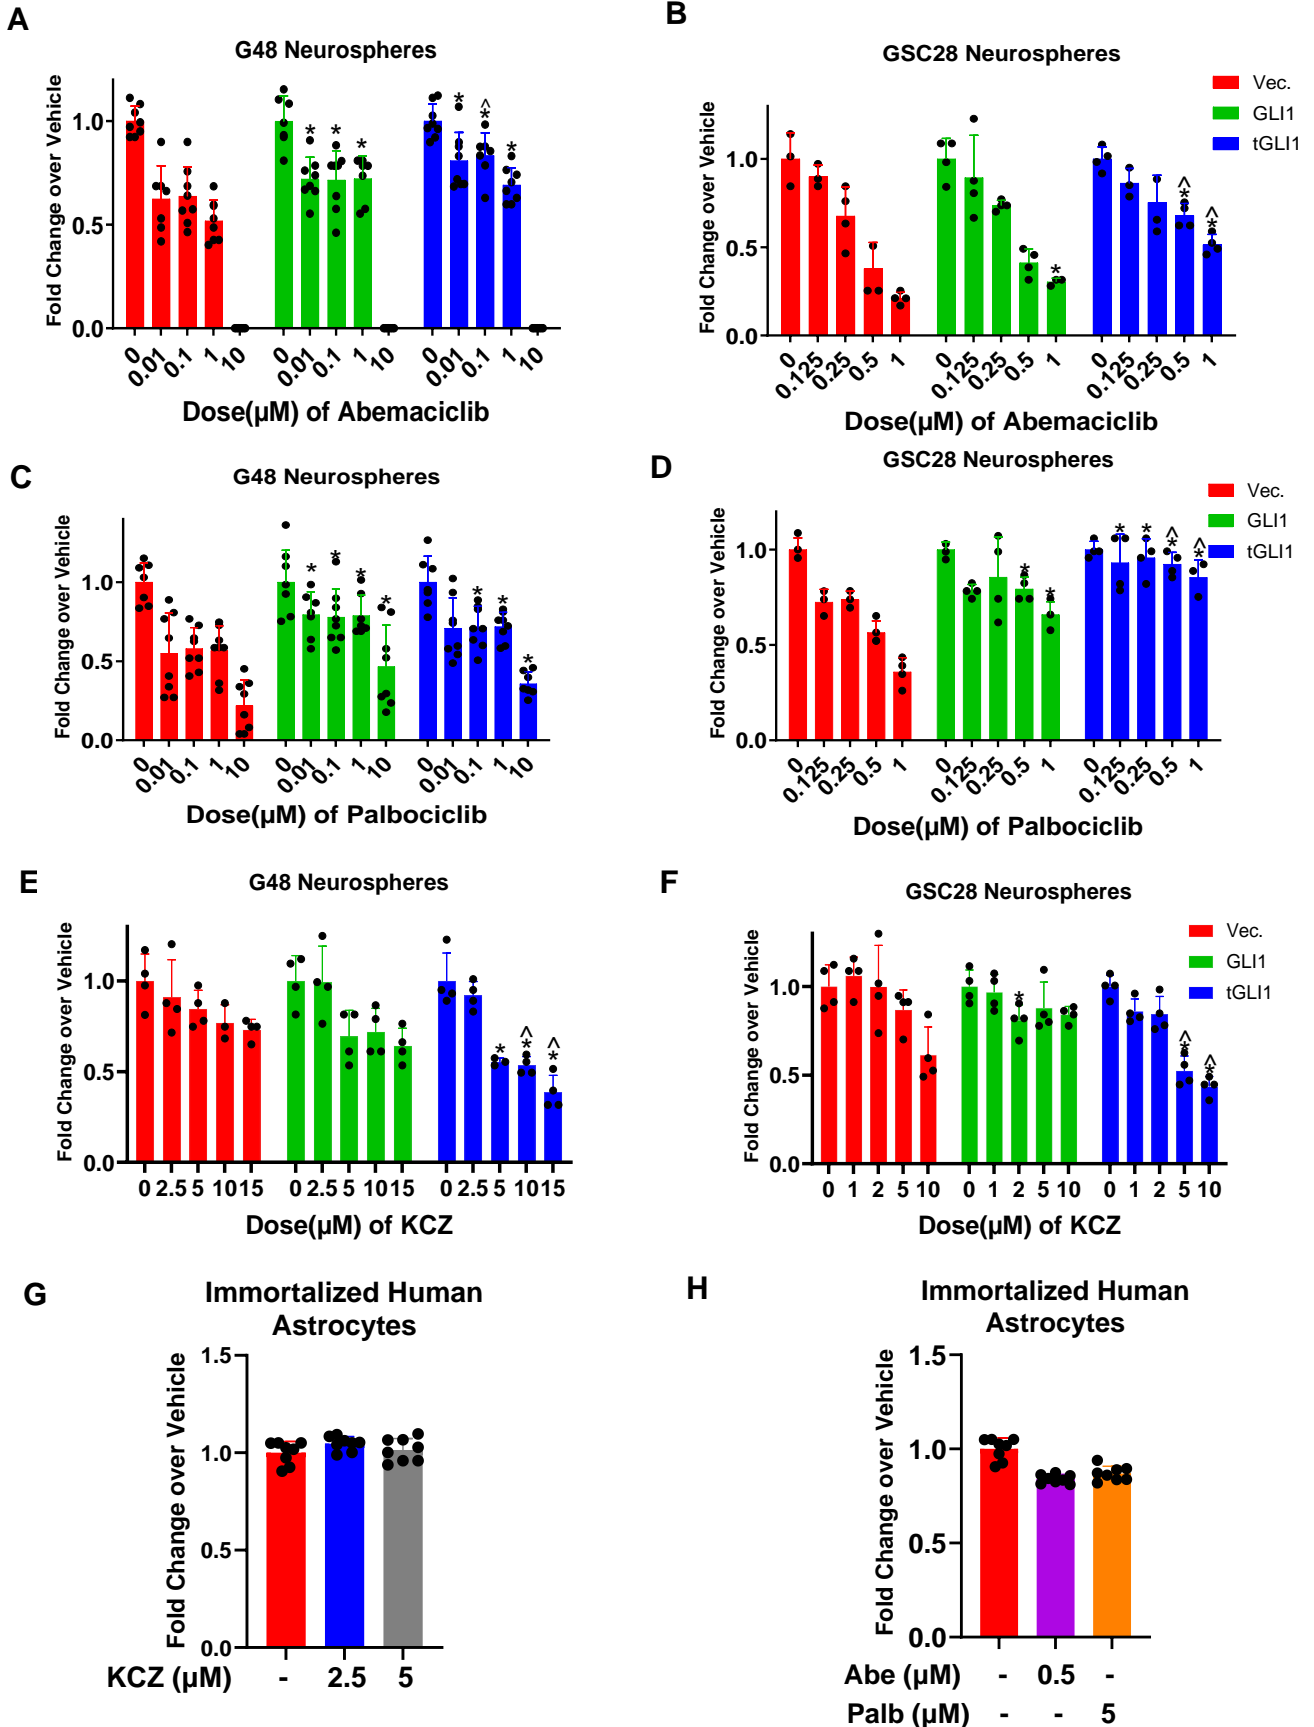 A
G48 Neurospheres
Fold Change over Vehicle
1.0
0.5
0.0
* * * * ^ * *
0 0.01 0.1 1 10 0 0.01 0.1 1 10 0 0.01 0.1 1 10
Dose(µM) of Abemaciclib
B
GSC28 Neurospheres
Vec.
GLI1
tGLI1
Fold Change over Vehicle
1.0
0.5
0.0
* ^ * ^ *
0 0.125 0.25 0.5 1 0 0.125 0.25 0.5 1 0 0.125 0.25 0.5 1
Dose(µM) of Abemaciclib
C
G48 Neurospheres
Fold Change over Vehicle
1.0
0.5
0.0
* * * * * * *
0 0.01 0.1 1 10 0 0.01 0.1 1 10 0 0.01 0.1 1 10
Dose(µM) of Palbociclib
D
GSC28 Neurospheres
Vec.
GLI1
tGLI1
Fold Change over Vehicle
1.0
0.5
0.0
* * * * ^ * ^ *
0 0.125 0.25 0.5 1 0 0.125 0.25 0.5 1 0 0.125 0.25 0.5 1
Dose(µM) of Palbociclib
E
G48 Neurospheres
Fold Change over Vehicle
1.0
0.5
0.0
* ^ * ^ *
0 2.5 5 10 15 0 2.5 5 10 15 0 2.5 5 10 15
Dose(µM) of KCZ
F
GSC28 Neurospheres
Vec.
GLI1
tGLI1
Fold Change over Vehicle
1.0
0.5
0.0
* ^ * ^ *
0 1 2 5 10 0 1 2 5 10 0 1 2 5 10
Dose(µM) of KCZ
G
Immortalized Human
Astrocytes
Fold Change over Vehicle
1.5
1.0
0.5
0.0
KCZ (µM) - 2.5 5
H
Immortalized Human
Astrocytes
Fold Change over Vehicle
1.5
1.0
0.5
0.0
Abe (µM) - 0.5 -
Palb (µM) - - 5